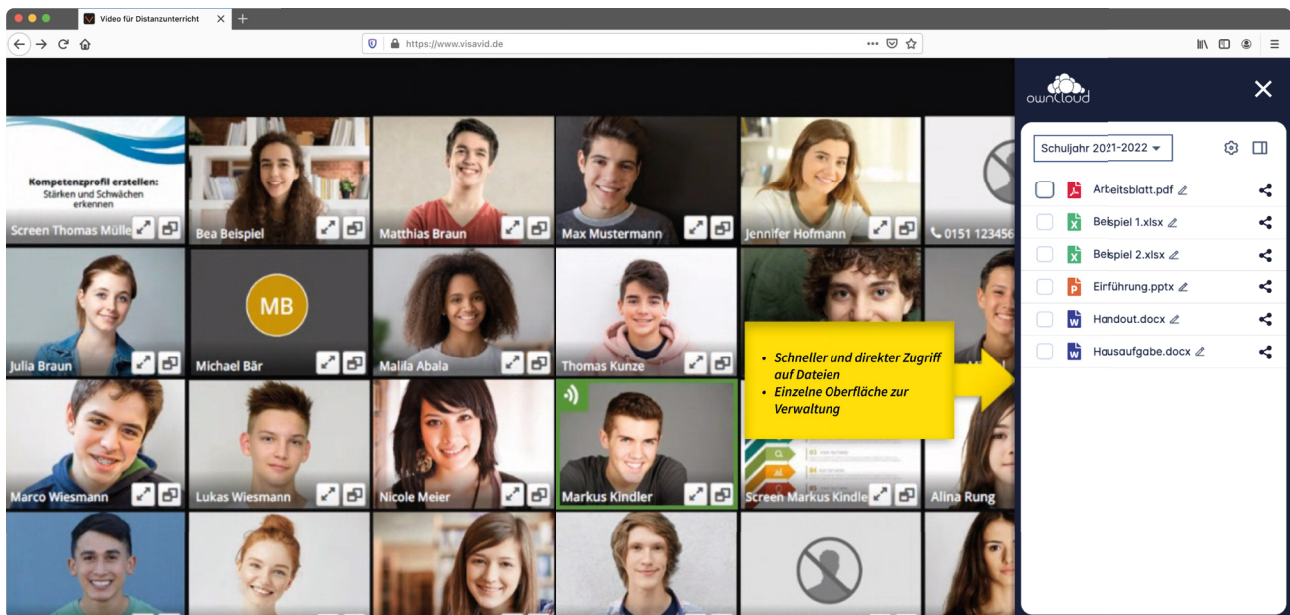 Video für Distanzunterricht
https://www.visavid.de
ownCloud
Schuljahr 2021-2022
Arbeitsblatt.pdf
Beispiel 1.xlsx
Beispiel 2.xlsx
Einführung.pptx
Handout.docx
Hausaufgabe.docx
Kompetenzprofil erstellen:
Stärken und Schwächen
erkennen
Screen Thomas Mülle
Bea Beispiel
Matthias Braun
Max Mustermann
Jennifer Hofmann
0151 123456
MB
Julia Braun
Michael Bär
Malila Abala
Thomas Kunze
• Schneller und direkter Zugriff
auf Dateien
• Einzelne Oberfläche zur
Verwaltung
Marco Wiesmann
Lukas Wiesmann
Nicole Meier
Markus Kindler
Screen Markus Kindle
Alina Rung